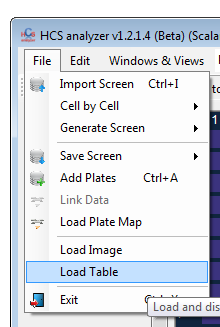 HCS analyzer v1.2.1.4 (Beta) (Scala
File Edit Windows & Views
Import Screen Ctrl+I
Cell by Cell
Generate Screen
1
Save Screen
Add Plates Ctrl+A
Link Data
Load Plate Map
Load Image
Load Table
Load and dis
Exit